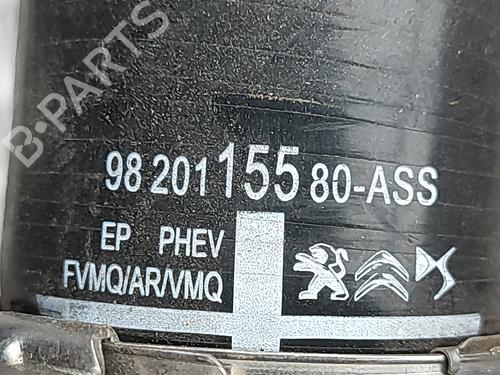 B-PARTS
98 201 155 80-ASS
EP PHEV
FVMQ/AR/VMQ